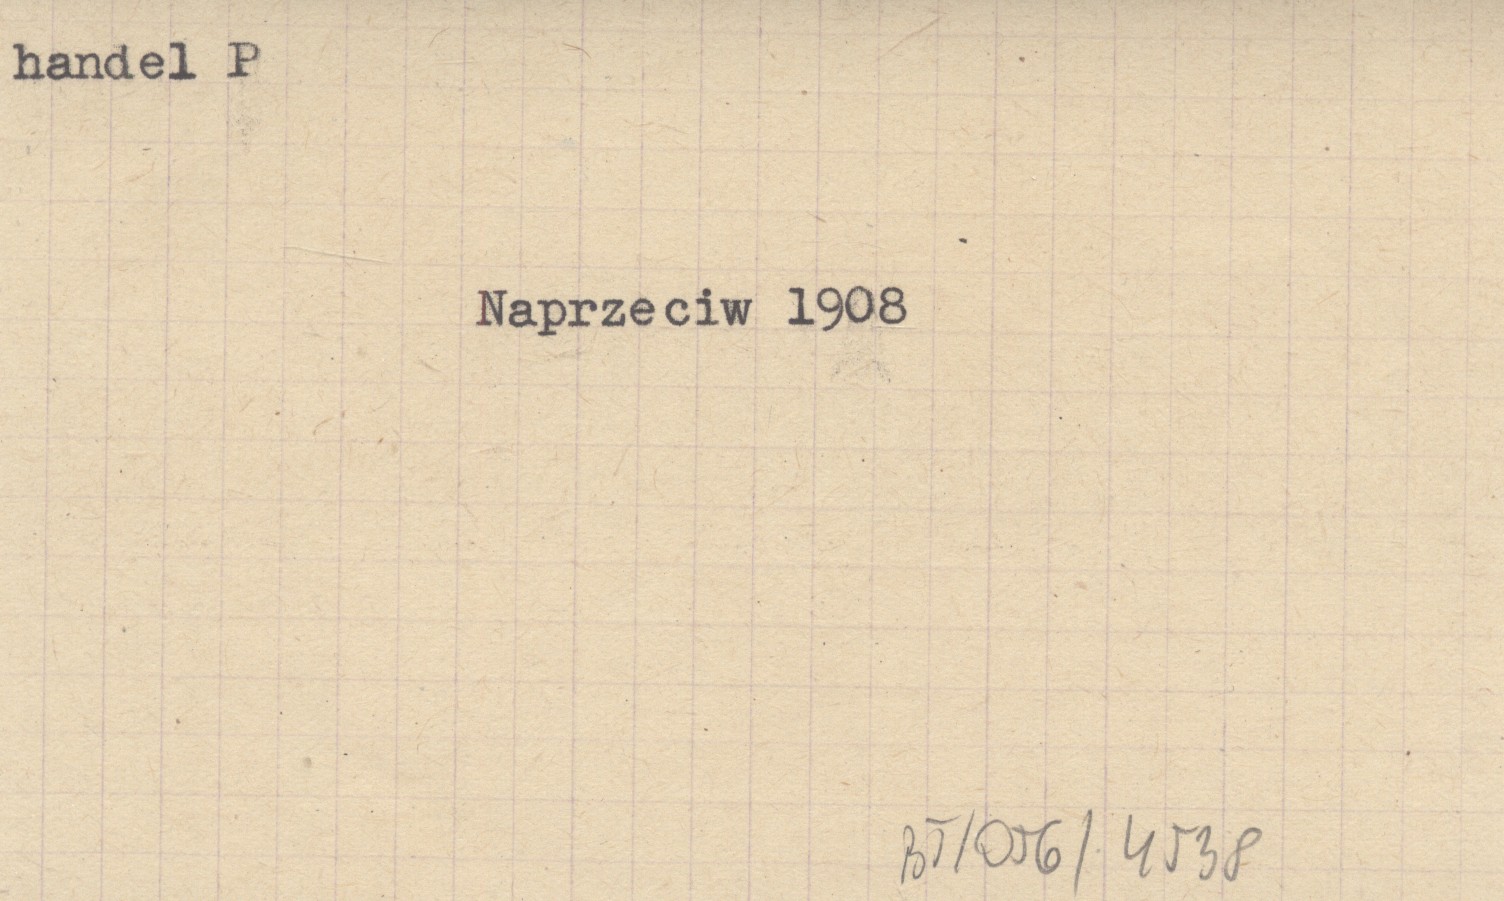 handel P
Naprzeciw 1908
BT/056/4538